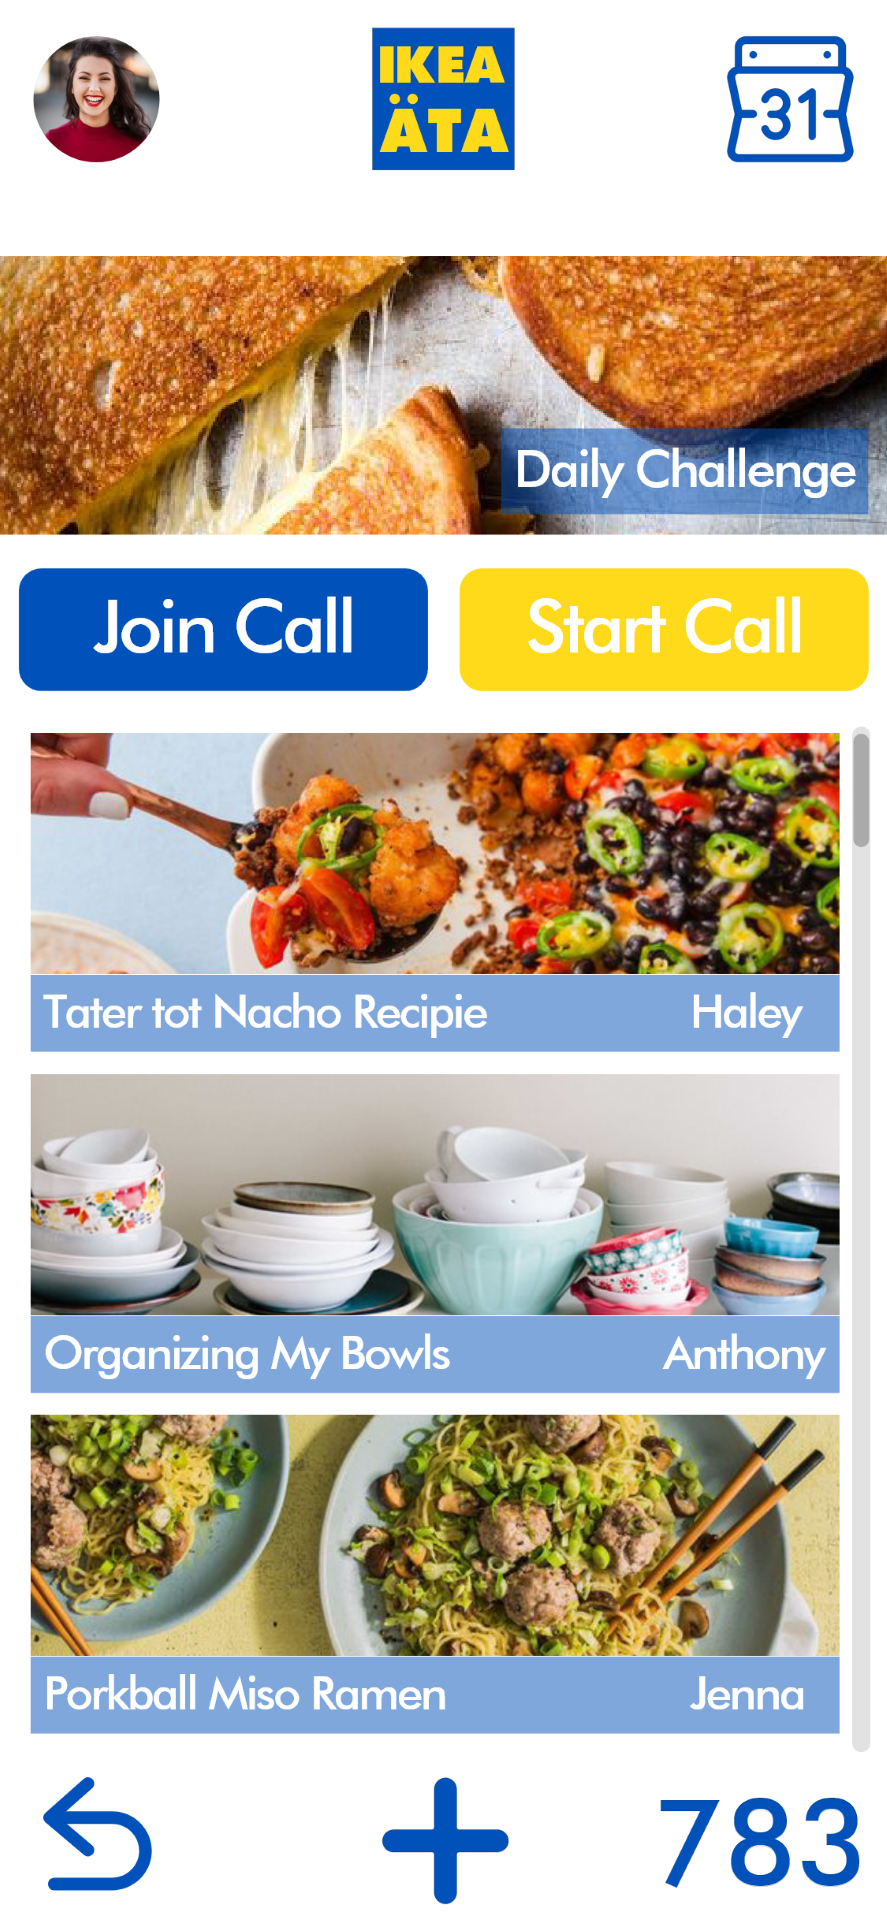 IKEA
ÄTA
31
Daily Challenge
Join Call
Start Call
Tater tot Nacho Recipie
Haley
Organizing My Bowls
Anthony
Porkball Miso Ramen
Jenna
783